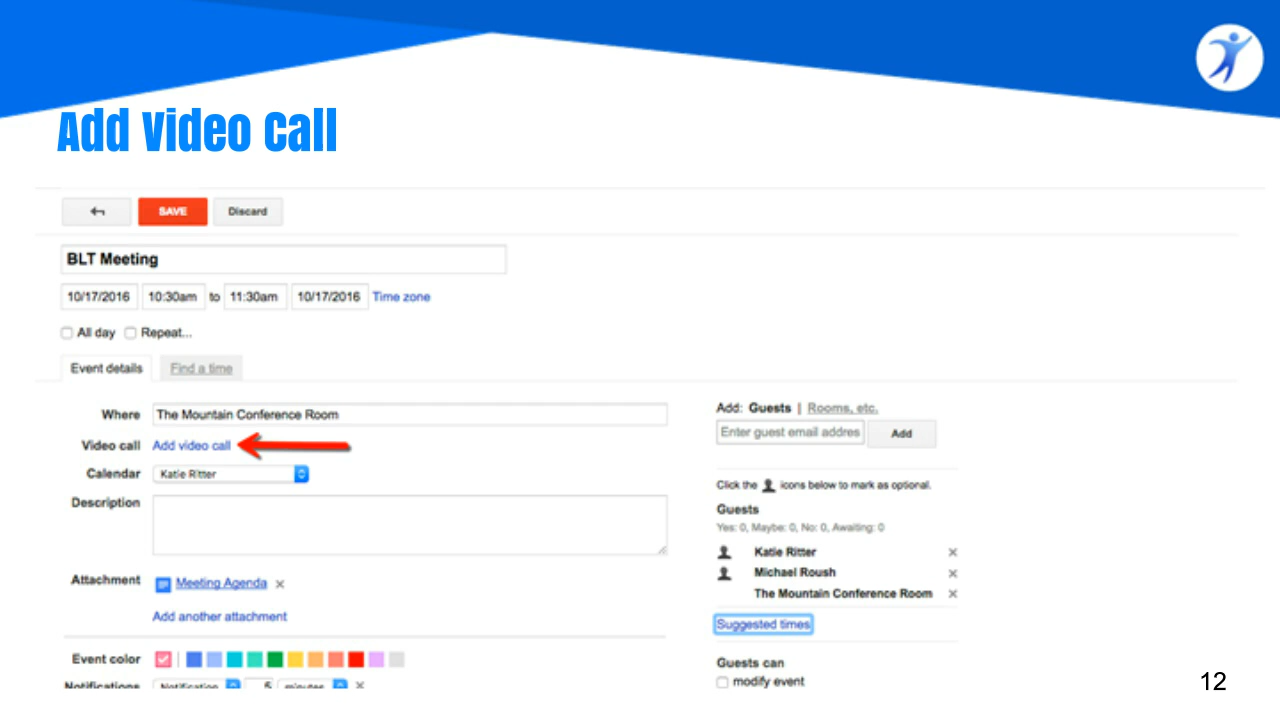 Add Video Call
SAVE Discard
BLT Meeting
10/17/2016 10:30am to 11:30am 10/17/2016 Time zone
All day Repeat...
Event details Find a time
Where The Mountain Conference Room
Video call Add video call
Calendar Katie Ritter
Description
Attachment Meeting Agenda ×
Add another attachment
Event color
Notifications Notification 5 minutes ×
Add: Guests | Rooms, etc.
Enter guest email addres Add
Click the icons below to mark as optional.
Guests
Yes: 0, Maybe: 0, No: 0, Awaiting: 0
Katie Ritter ×
Michael Roush ×
The Mountain Conference Room ×
Suggested times
Guests can
modify event
12